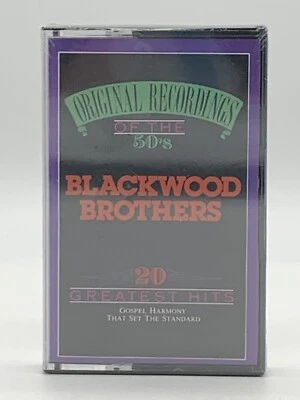 ORIGINAL RECORDINGS
OF THE
50's
BLACKWOOD
BROTHERS
20
GREATEST HITS
GOSPEL HARMONY
THAT SET THE STANDARD